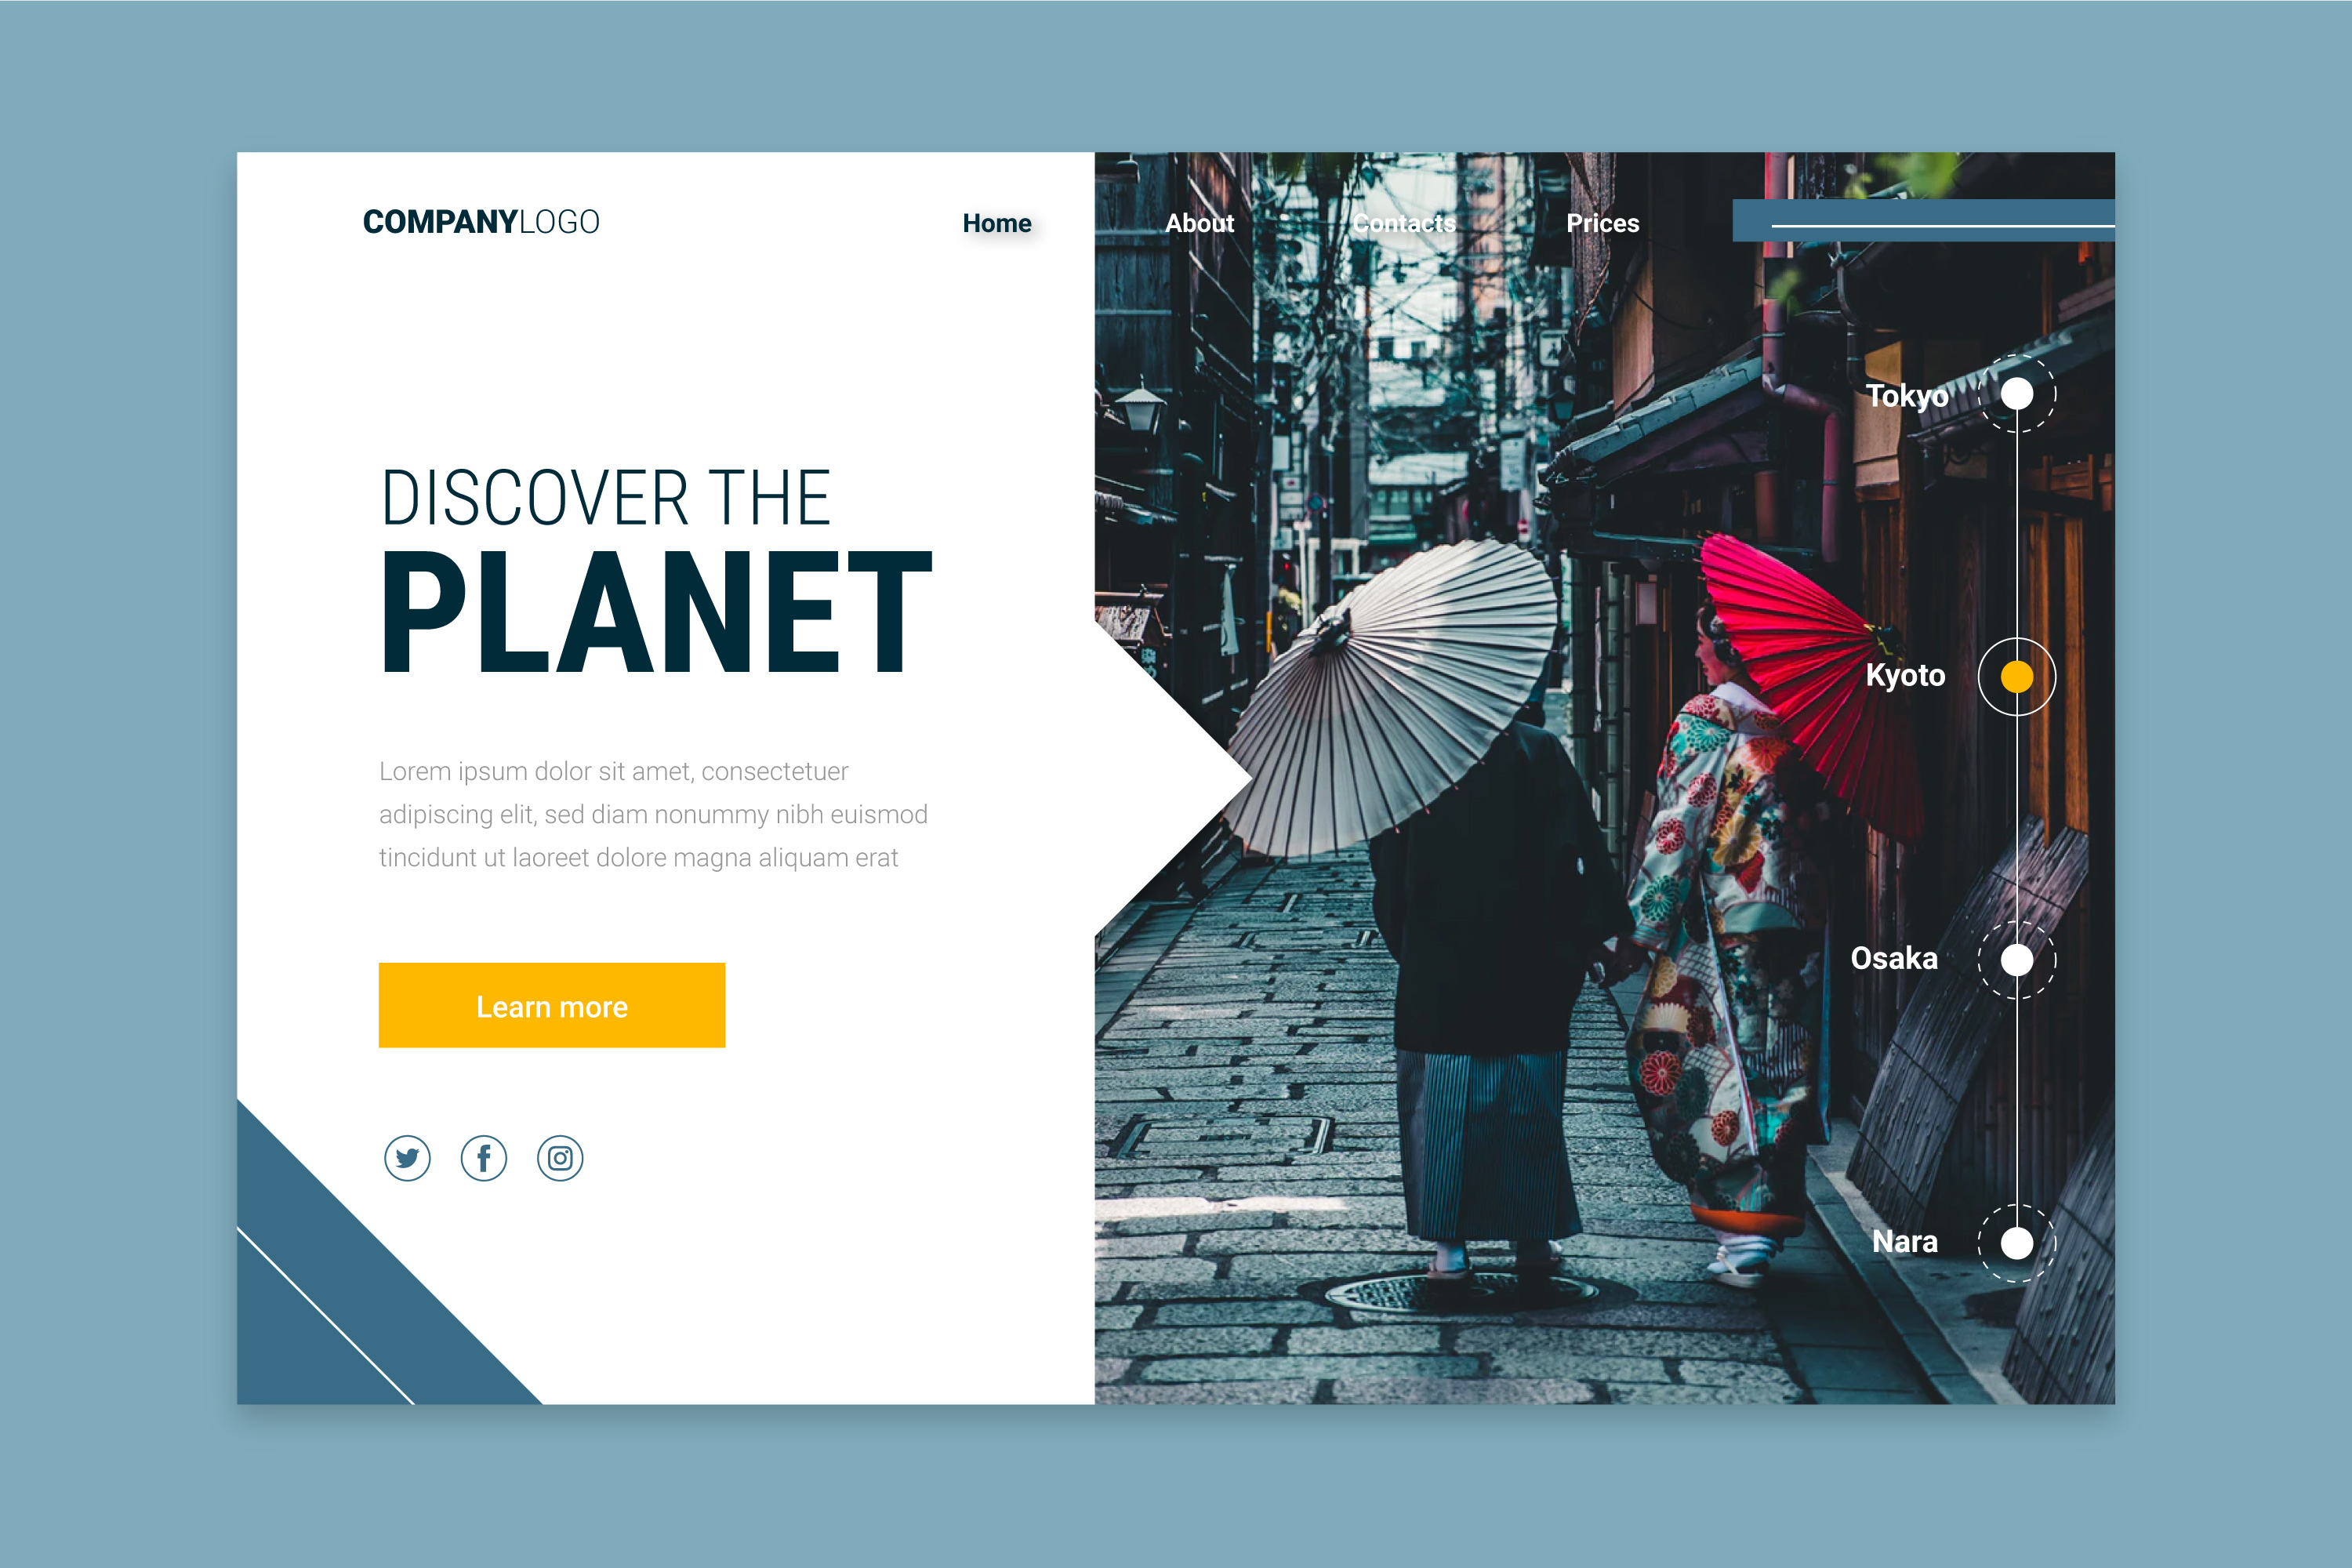 COMPANYLOGO
Home
About
Contacts
Prices
DISCOVER THE
PLANET
Lorem ipsum dolor sit amet, consectetuer
adipiscing elit, sed diam nonummy nibh euismod
tincidunt ut laoreet dolore magna aliquam erat
Learn more
Tokyo
Kyoto
Osaka
Nara